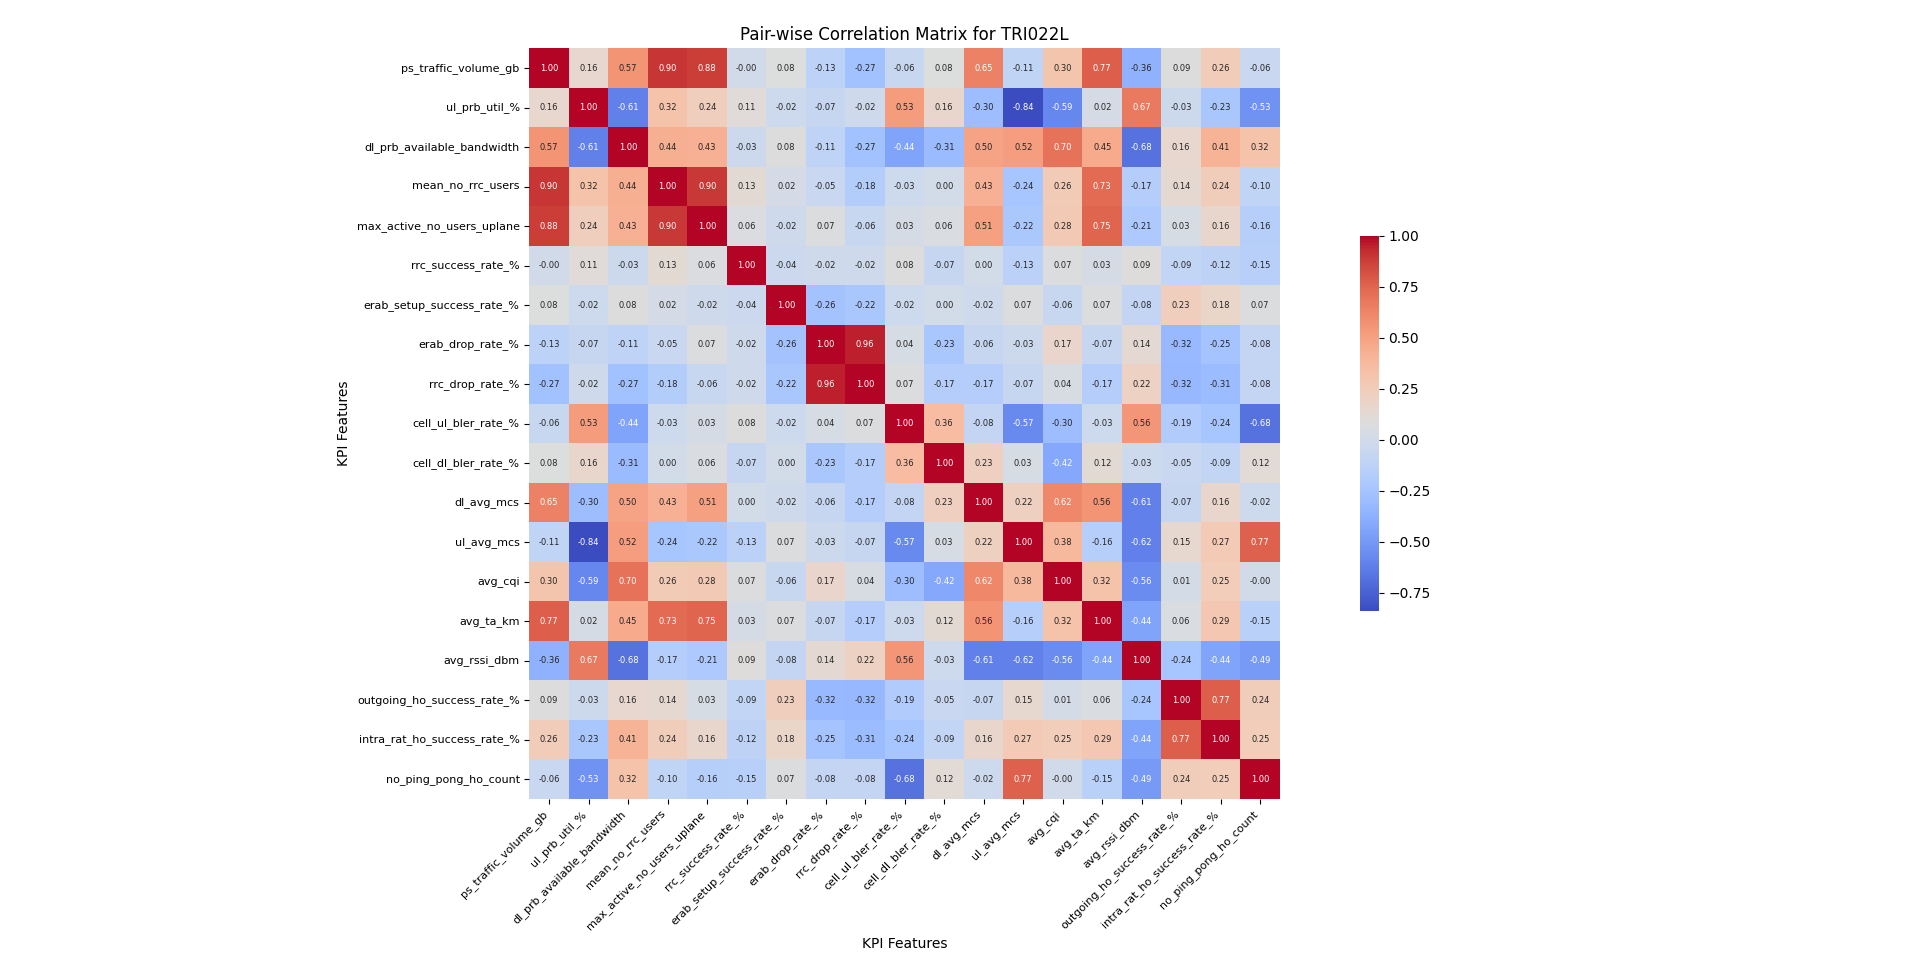 Pair-wise Correlation Matrix for TRI022L
ps_traffic_volume_gb 1.00 0.16 0.57 0.90 0.88 -0.00 0.08 -0.13 -0.27 -0.06 0.08 0.65 -0.11 0.30 0.77 -0.36 0.09 0.26 -0.06
ul_prb_util_% 0.16 1.00 -0.61 0.32 0.24 0.11 -0.02 -0.07 -0.02 0.53 0.16 -0.30 -0.84 -0.59 0.02 0.67 -0.03 -0.23 -0.53
dl_prb_available_bandwidth 0.57 -0.61 1.00 0.44 0.43 -0.03 0.08 -0.11 -0.27 -0.44 -0.31 0.50 0.52 0.70 0.45 -0.68 0.16 0.41 0.32
mean_no_rrc_users 0.90 0.32 0.44 1.00 0.90 0.13 0.02 -0.05 -0.18 -0.03 0.00 0.43 -0.24 0.26 0.73 -0.17 0.14 0.24 -0.10
max_active_no_users_uplane 0.88 0.24 0.43 0.90 1.00 0.06 -0.02 0.07 -0.06 0.03 0.06 0.51 -0.22 0.28 0.75 -0.21 0.03 0.16 -0.16
rrc_success_rate_% -0.00 0.11 -0.03 0.13 0.06 1.00 -0.04 -0.02 -0.02 0.08 -0.07 0.00 -0.13 0.07 0.03 0.09 -0.09 -0.12 -0.15
erab_setup_success_rate_% 0.08 -0.02 0.08 0.02 -0.02 -0.04 1.00 -0.26 -0.22 -0.02 0.00 -0.02 0.07 -0.06 0.07 -0.08 0.23 0.18 0.07
erab_drop_rate_% -0.13 -0.07 -0.11 -0.05 0.07 -0.02 -0.26 1.00 0.96 0.04 -0.23 -0.06 -0.03 0.17 -0.07 0.14 -0.32 -0.25 -0.08
rrc_drop_rate_% -0.27 -0.02 -0.27 -0.18 -0.06 -0.02 -0.22 0.96 1.00 0.07 -0.17 -0.17 -0.07 0.04 -0.17 0.22 -0.32 -0.31 -0.08
cell_ul_bler_rate_% -0.06 0.53 -0.44 -0.03 0.03 0.08 -0.02 0.04 0.07 1.00 0.36 -0.08 -0.57 -0.30 -0.03 0.56 -0.19 -0.24 -0.68
cell_dl_bler_rate_% 0.08 0.16 -0.31 0.00 0.06 -0.07 0.00 -0.23 -0.17 0.36 1.00 0.23 0.03 -0.42 0.12 -0.03 -0.05 -0.09 0.12
dl_avg_mcs 0.65 -0.30 0.50 0.43 0.51 0.00 -0.02 -0.06 -0.17 -0.08 0.23 1.00 0.22 0.62 0.56 -0.61 -0.07 0.16 -0.02
ul_avg_mcs -0.11 -0.84 0.52 -0.24 -0.22 -0.13 0.07 -0.03 -0.07 -0.57 0.03 0.22 1.00 0.38 -0.16 -0.62 0.15 0.27 0.77
avg_cqi 0.30 -0.59 0.70 0.26 0.28 0.07 -0.06 0.17 0.04 -0.30 -0.42 0.62 0.38 1.00 0.32 -0.56 0.01 0.25 -0.00
avg_ta_km 0.77 0.02 0.45 0.73 0.75 0.03 0.07 -0.07 -0.17 -0.03 0.12 0.56 -0.16 0.32 1.00 -0.44 0.06 0.29 -0.15
avg_rssi_dbm -0.36 0.67 -0.68 -0.17 -0.21 0.09 -0.08 0.14 0.22 0.56 -0.03 -0.61 -0.62 -0.56 -0.44 1.00 -0.24 -0.44 -0.49
outgoing_ho_success_rate_% 0.09 -0.03 0.16 0.14 0.03 -0.09 0.23 -0.32 -0.32 -0.19 -0.05 -0.07 0.15 0.01 0.06 -0.24 1.00 0.77 0.24
intra_rat_ho_success_rate_% 0.26 -0.23 0.41 0.24 0.16 -0.12 0.18 -0.25 -0.31 -0.24 -0.09 0.16 0.27 0.25 0.29 -0.44 0.77 1.00 0.25
no_ping_pong_ho_count -0.06 -0.53 0.32 -0.10 -0.16 -0.15 0.07 -0.08 -0.08 -0.68 0.12 -0.02 0.77 -0.00 -0.15 -0.49 0.24 0.25 1.00
KPI Features
ps_traffic_volume_gb
ul_prb_util_%
dl_prb_available_bandwidth
mean_no_rrc_users
max_active_no_users_uplane
rrc_success_rate_%
erab_setup_success_rate_%
erab_drop_rate_%
rrc_drop_rate_%
cell_ul_bler_rate_%
cell_dl_bler_rate_%
dl_avg_mcs
ul_avg_mcs
avg_cqi
avg_ta_km
avg_rssi_dbm
outgoing_ho_success_rate_%
intra_rat_ho_success_rate_%
no_ping_pong_ho_count
KPI Features
1.00
0.75
0.50
0.25
0.00
−0.25
−0.50
−0.75